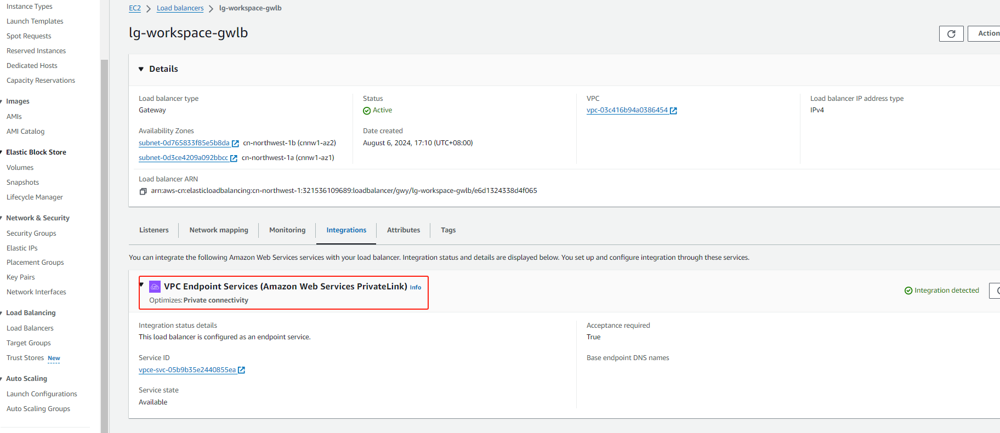 Instance Types
Launch Templates
Spot Requests
Reserved Instances
Dedicated Hosts
Capacity Reservations
Images
AMIs
AMI Catalog
Elastic Block Store
Volumes
Snapshots
Lifecycle Manager
Network & Security
Security Groups
Elastic IPs
Placement Groups
Key Pairs
Network Interfaces
Load Balancing
Load Balancers
Target Groups
Trust Stores New
Auto Scaling
Launch Configurations
Auto Scaling Groups
EC2 > Load balancers > lg-workspace-gwlb
lg-workspace-gwlb
Action
Details
Load balancer type
Gateway
Status
Active
VPC
vpc-03c416b94a0386454
Load balancer IP address type
IPv4
Availability Zones
subnet-0d765833f85e5b8da cn-northwest-1b (cnnw1-az2)
subnet-0d3ce4209a092bbcc cn-northwest-1a (cnnw1-az1)
Date created
August 6, 2024, 17:10 (UTC+08:00)
Load balancer ARN
arn:aws-cn:elasticloadbalancing:cn-northwest-1:321536109689:loadbalancer/gwy/lg-workspace-gwlb/e6d1324338d4f065
Listeners
Network mapping
Monitoring
Integrations
Attributes
Tags
You can integrate the following Amazon Web Services services with your load balancer. Integration status and details are displayed below. You set up and configure integration through these services.
VPC Endpoint Services (Amazon Web Services PrivateLink) Info
Optimizes: Private connectivity
Integration detected
Integration status details
This load balancer is configured as an endpoint service.
Acceptance required
True
Service ID
vpce-svc-05b9b35e2440855ea
Base endpoint DNS names
Service state
Available